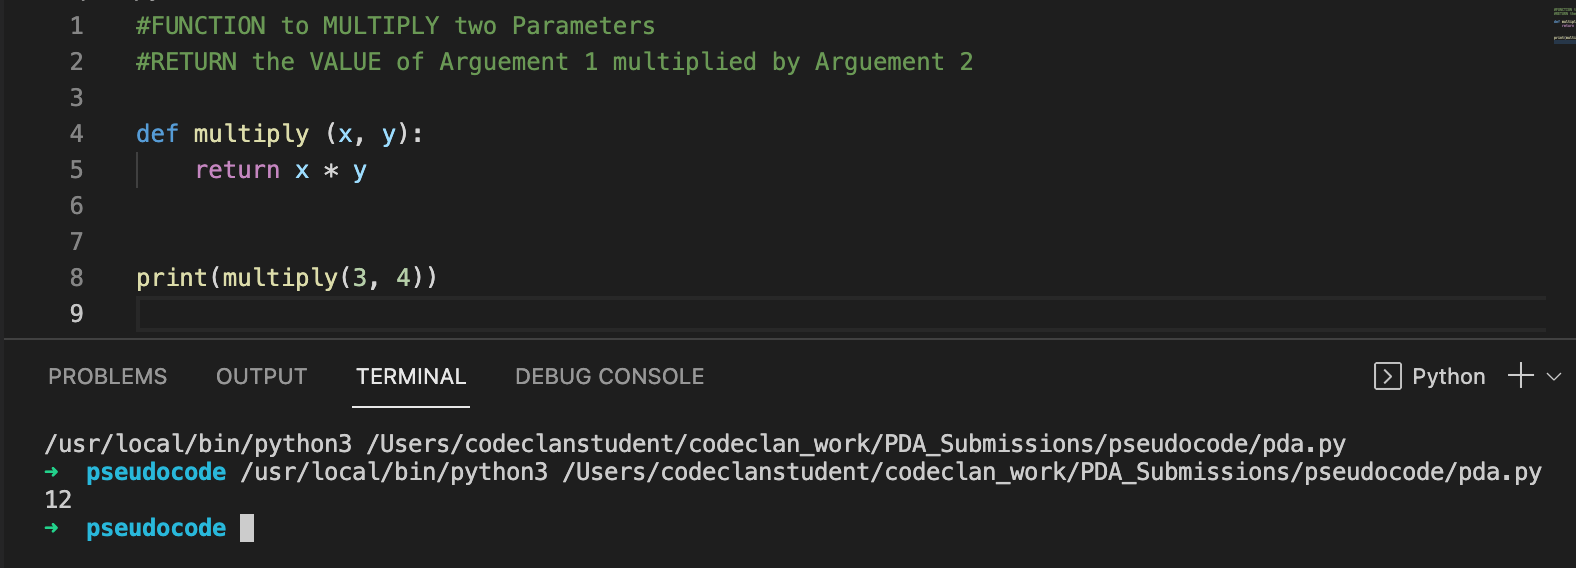 1 #FUNCTION to MULTIPLY two Parameters
2 #RETURN the VALUE of Arguement 1 multiplied by Arguement 2
3
4 def multiply (x, y):
5 return x * y
6
7
8 print(multiply(3, 4))
9
PROBLEMS OUTPUT TERMINAL DEBUG CONSOLE Python
/usr/local/bin/python3 /Users/codeclanstudent/codeclan_work/PDA_Submissions/pseudocode/pda.py
➜ pseudocode /usr/local/bin/python3 /Users/codeclanstudent/codeclan_work/PDA_Submissions/pseudocode/pda.py
12
➜ pseudocode